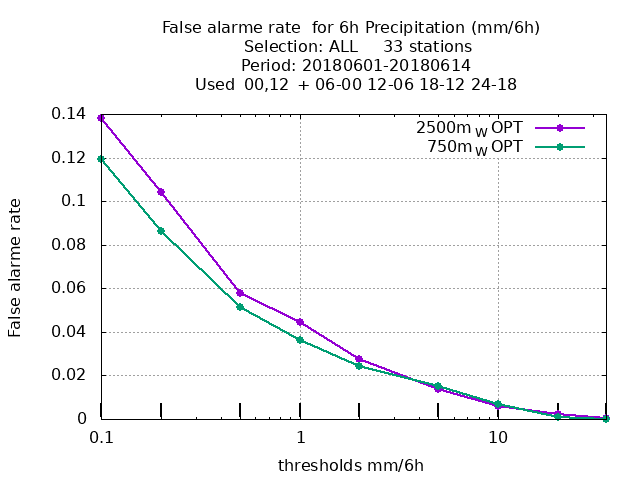 False alarme rate  for 6h Precipitation (mm/6h)
Selection: ALL     33 stations
Period: 20180601-20180614
Used  00,12  + 06-00 12-06 18-12 24-18
2500m_W OPT
750m_W OPT
0.14
0.12
0.1
0.08
0.06
0.04
0.02
0
False alarme rate
0.1
1
10
thresholds mm/6h